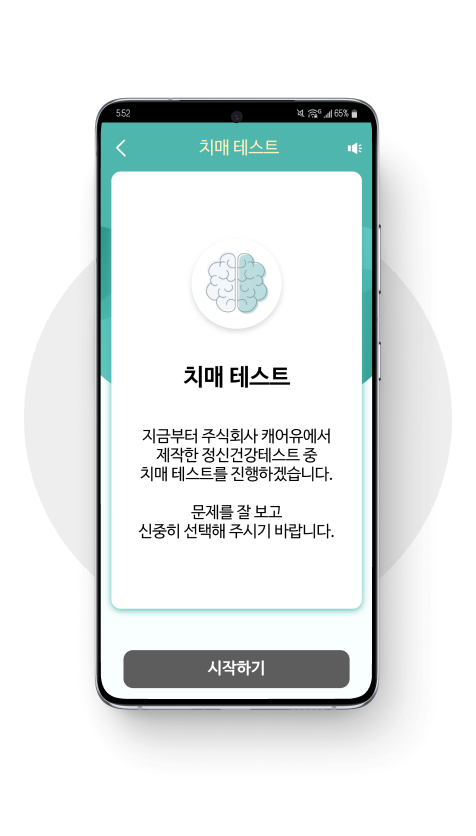 5:52
65%
치매 테스트
치매 테스트
지금부터 주식회사 캐어유에서
제작한 정신건강테스트 중
치매 테스트를 진행하겠습니다.
문제를 잘 보고
신중히 선택해 주시기 바랍니다.
시작하기